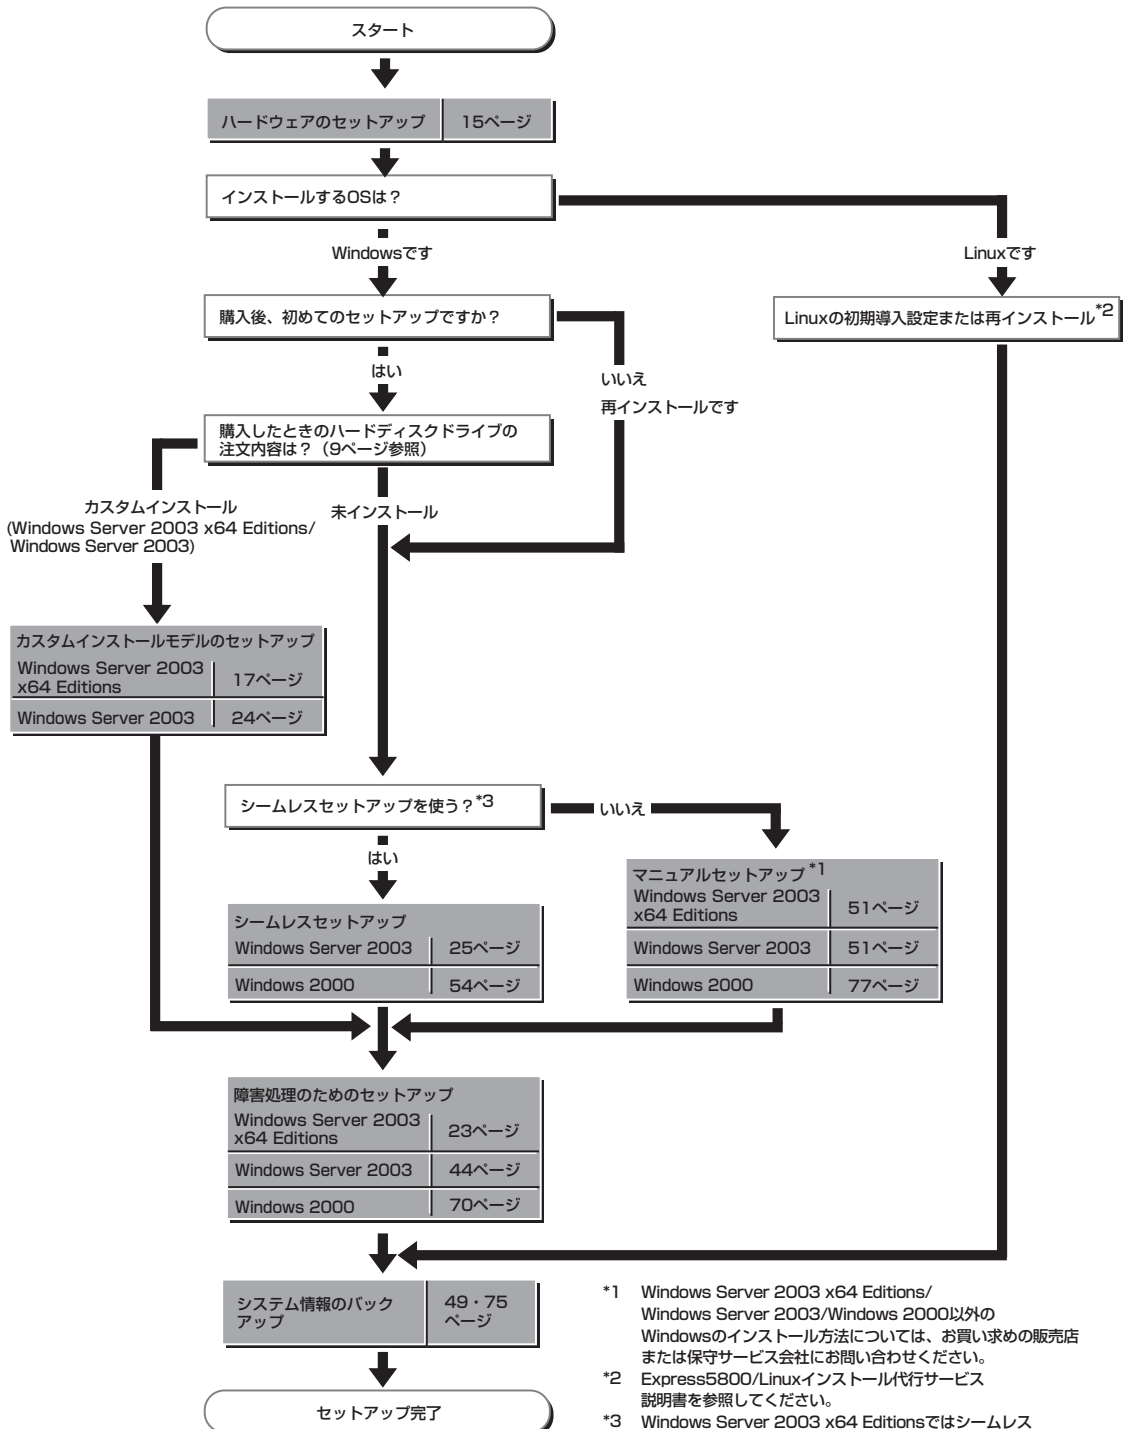 スタート
ハードウェアのセットアップ 15ページ
インストールするOSは？
Windowsです
Linuxです
購入後、初めてのセットアップですか？
Linuxの初期導入設定または再インストール*2
はい
いいえ
再インストールです
購入したときのハードディスクドライブの
注文内容は？（9ページ参照）
カスタムインストール
(Windows Server 2003 x64 Editions/
Windows Server 2003)
未インストール
カスタムインストールモデルのセットアップ
Windows Server 2003
x64 Editions 17ページ
Windows Server 2003 24ページ
シームレスセットアップを使う？*3
いいえ
はい
シームレスセットアップ
Windows Server 2003 25ページ
Windows 2000 54ページ
マニュアルセットアップ*1
Windows Server 2003
x64 Editions 51ページ
Windows Server 2003 51ページ
Windows 2000 77ページ
障害処理のためのセットアップ
Windows Server 2003
x64 Editions 23ページ
Windows Server 2003 44ページ
Windows 2000 70ページ
システム情報のバック
アップ
49・75
ページ
セットアップ完了
*1 Windows Server 2003 x64 Editions/
Windows Server 2003/Windows 2000以外の
Windowsのインストール方法については、お買い求めの販売店
または保守サービス会社にお問い合わせください。
*2 Express5800/Linuxインストール代行サービス
説明書を参照してください。
*3 Windows Server 2003 x64 Editionsではシームレス